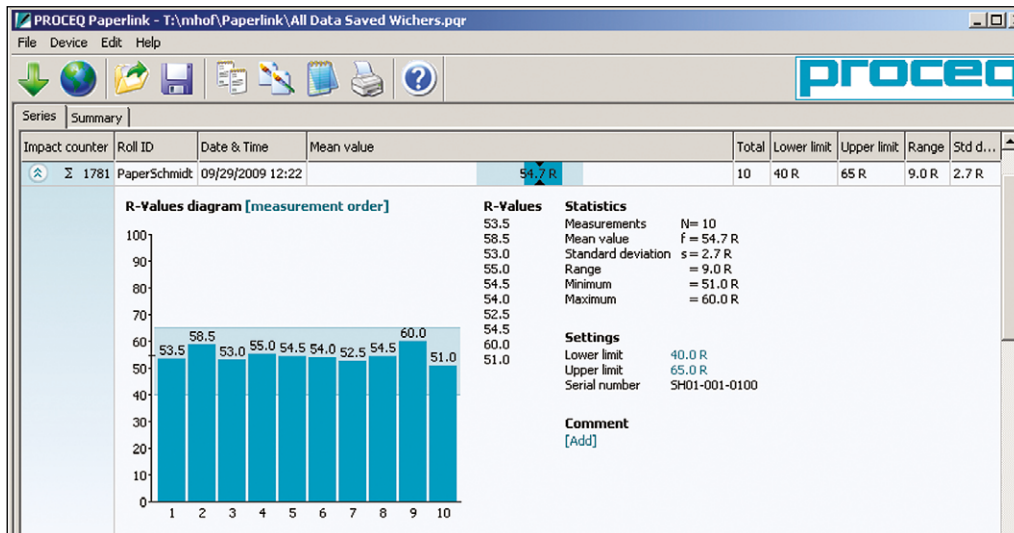 PROCEQ Paperlink - T:\mhof\Paperlink\All Data Saved Wichers.pqr
File Device Edit Help
proceq
Series Summary
Impact counter Roll ID Date & Time Mean value Total Lower limit Upper limit Range Std d...
Σ 1781 PaperSchmidt 09/29/2009 12:22 54.7 R 10 40 R 65 R 9.0 R 2.7 R
R-Values diagram [measurement order]
100
90
80
70
60
50
40
30
20
10
0
53.5 58.5 53.0 55.0 54.5 54.0 52.5 54.5 60.0 51.0
1 2 3 4 5 6 7 8 9 10
R-Values
53.5
58.5
53.0
55.0
54.5
54.0
52.5
54.5
60.0
51.0
Statistics
Measurements N= 10
Mean value f = 54.7 R
Standard deviation s = 2.7 R
Range = 9.0 R
Minimum = 51.0 R
Maximum = 60.0 R
Settings
Lower limit 40.0 R
Upper limit 65.0 R
Serial number SH01-001-0100
Comment
[Add]